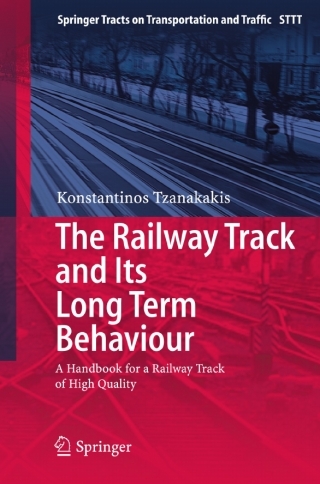 Springer Tracts on Transportation and Traffic STTT
Konstantinos Tzanakakis
The Railway Track
and Its
Long Term
Behaviour
A Handbook for a Railway Track
of High Quality
Springer